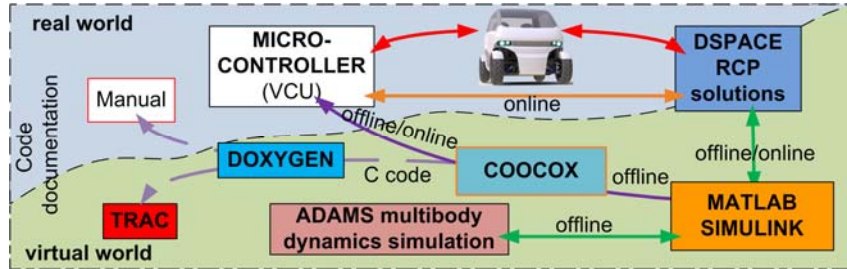 real world
MICRO-
CONTROLLER
(VCU)
DSPACE
RCP
solutions
Manual
online
Code
documentation
offline/online
DOXYGEN
C code
COOCOX
offline
offline/online
TRAC
ADAMS multibody
dynamics simulation
offline
MATLAB
SIMULINK
virtual world